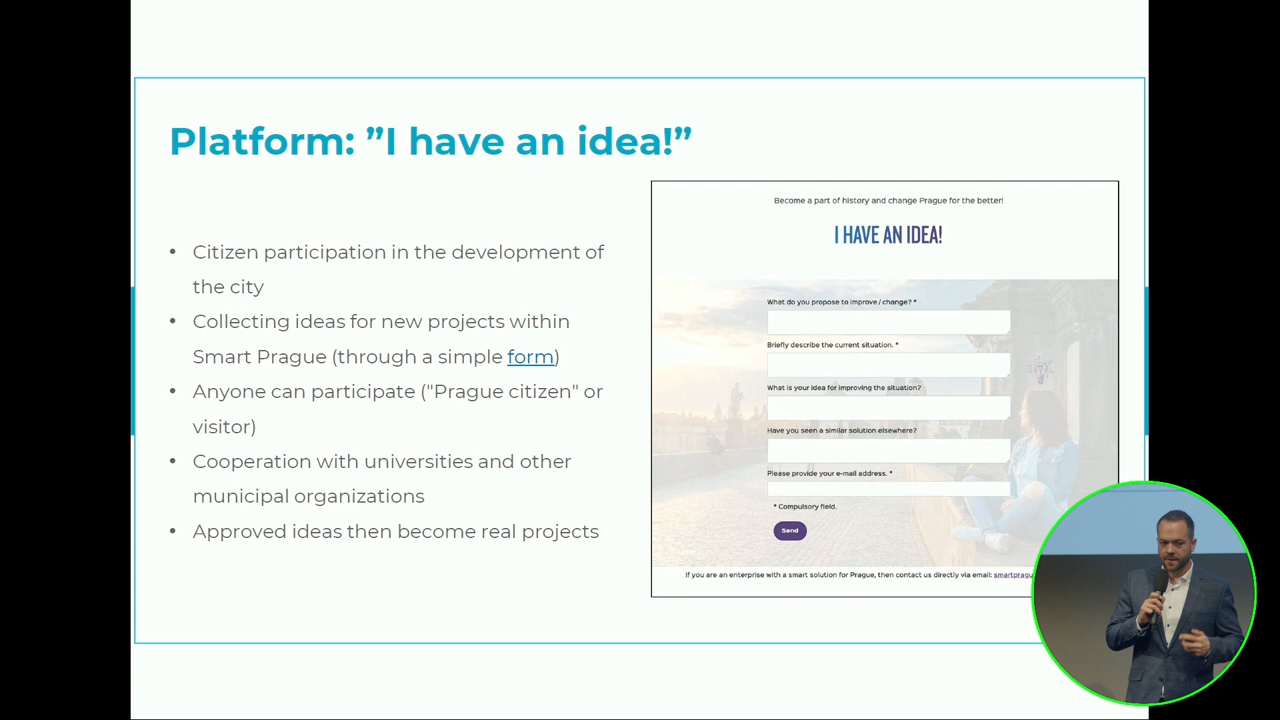 Platform: ”I have an idea!”
• Citizen participation in the development of
the city
• Collecting ideas for new projects within
Smart Prague (through a simple form)
• Anyone can participate ("Prague citizen" or
visitor)
• Cooperation with universities and other
municipal organizations
• Approved ideas then become real projects
Become a part of history and change Prague for the better!
I HAVE AN IDEA!
What do you propose to improve / change? *
Briefly describe the current situation. *
What is your idea for improving the situation?
Have you seen a similar solution elsewhere?
Please provide your e-mail address. *
* Compulsory field.
Send
If you are an enterprise with a smart solution for Prague, then contact us directly via email: